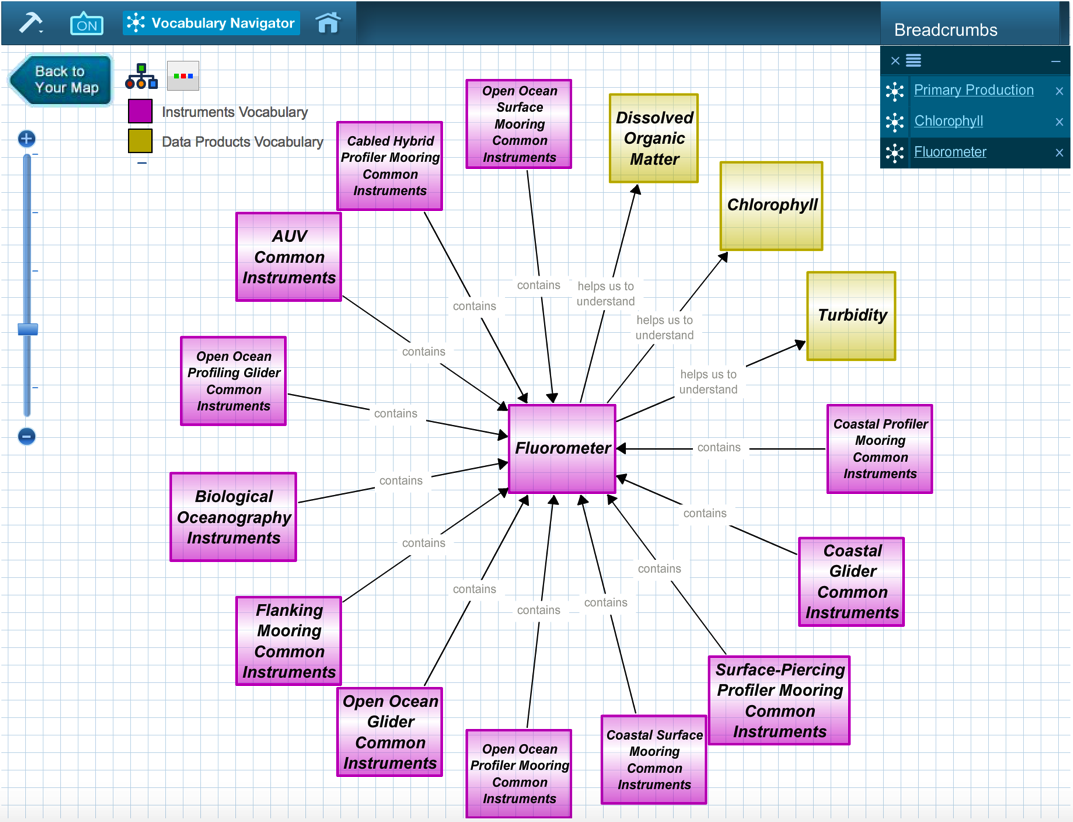 ON
Vocabulary Navigator
Breadcrumbs
Primary Production
Chlorophyll
Fluorometer
Back to
Your Map
Instruments Vocabulary
Data Products Vocabulary
Open Ocean
Surface
Mooring
Common
Instruments
Cabled Hybrid
Profiler Mooring
Common
Instruments
Dissolved
Organic
Matter
Chlorophyll
AUV
Common
Instruments
Turbidity
contains
contains
contains
helps us to
understand
helps us to
understand
helps us to
understand
Open Ocean
Profiling Glider
Common
Instruments
contains
Fluorometer
contains
Coastal Profiler
Mooring
Common
Instruments
Biological
Oceanography
Instruments
contains
contains
Coastal
Glider
Common
Instruments
Flanking
Mooring
Common
Instruments
contains
contains
contains
contains
contains
Open Ocean
Glider
Common
Instruments
Open Ocean
Profiler Mooring
Common
Instruments
Coastal Surface
Mooring
Common
Instruments
Surface-Piercing
Profiler Mooring
Common
Instruments